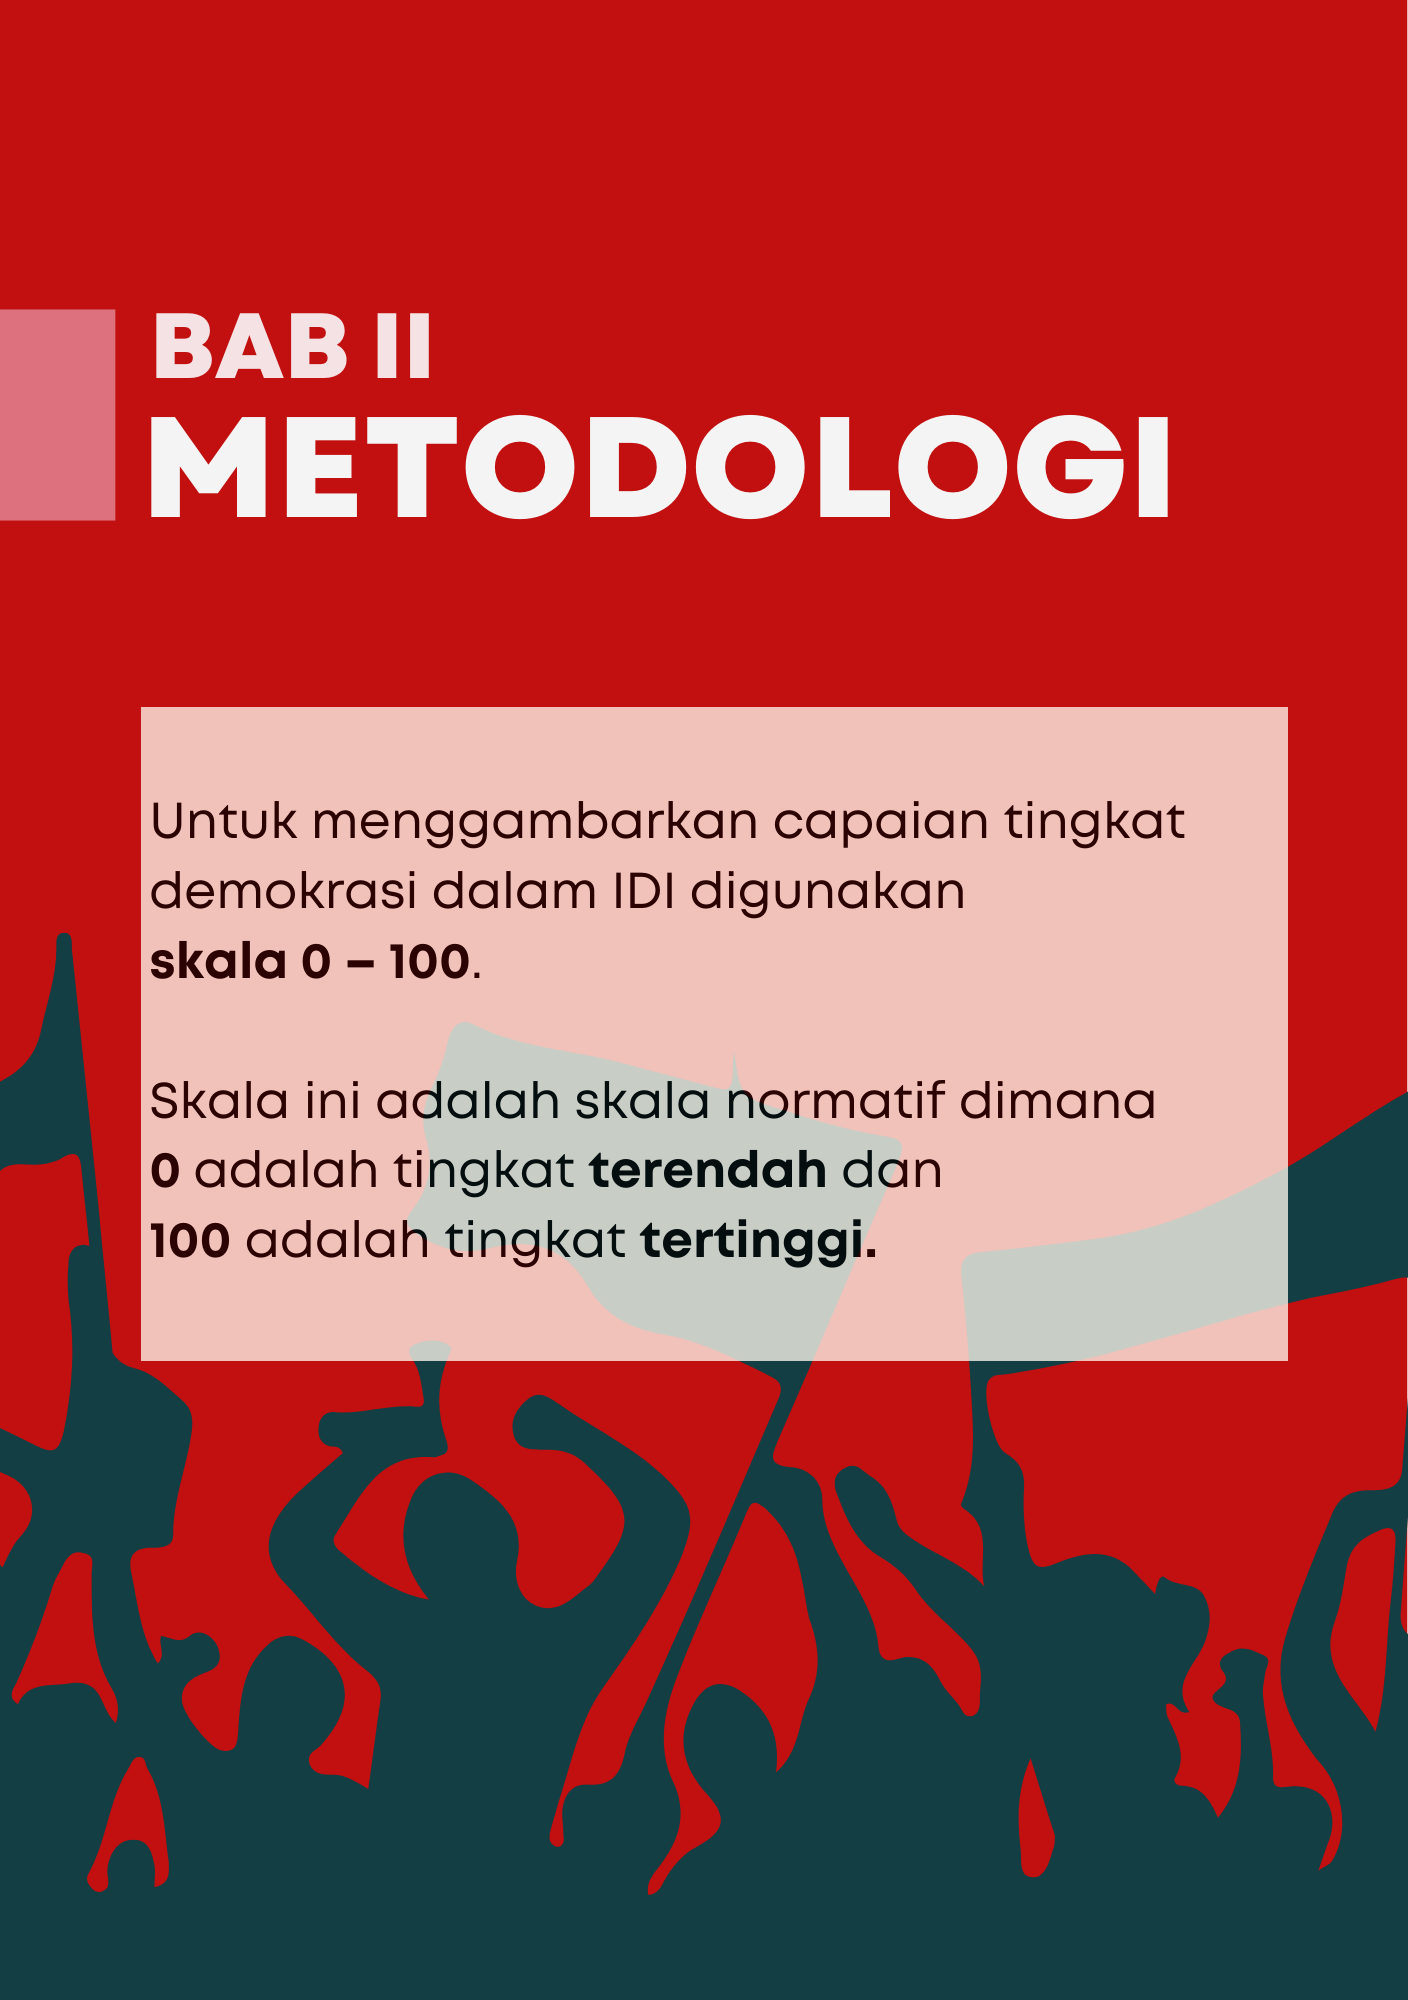 BAB II
METODOLOGI
Untuk menggambarkan capaian tingkat
demokrasi dalam IDI digunakan
skala 0 – 100.
Skala ini adalah skala normatif dimana
0 adalah tingkat terendah dan
100 adalah tingkat tertinggi.